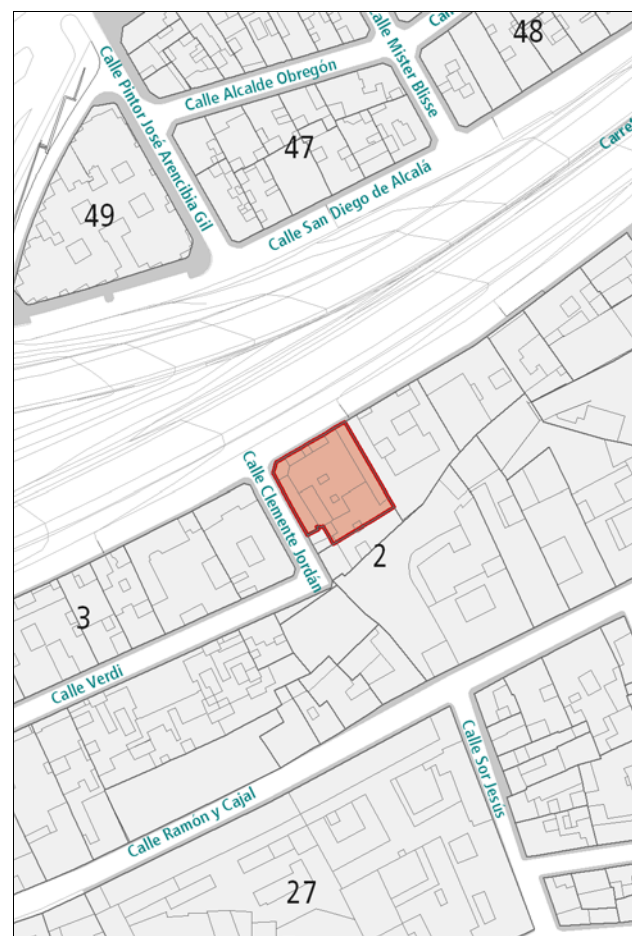 48
Calle Mister Blisse
Calle Pintor José Arencibia Gil
Calle Alcalde Obregón
47
49
Calle San Diego de Alcalá
Calle Clemente Jordán
2
3
Calle Verdi
Calle Sor Jesús
Calle Ramón y Cajal
27